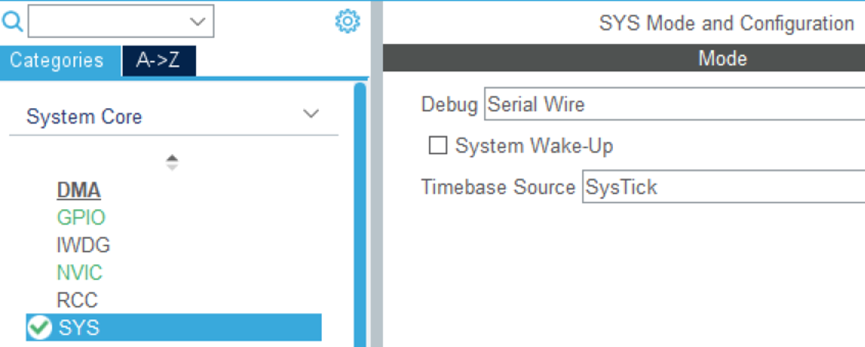 Categories
A->Z
System Core
DMA
GPIO
IWDG
NVIC
RCC
SYS
SYS Mode and Configuration
Mode
Debug Serial Wire
System Wake-Up
Timebase Source SysTick